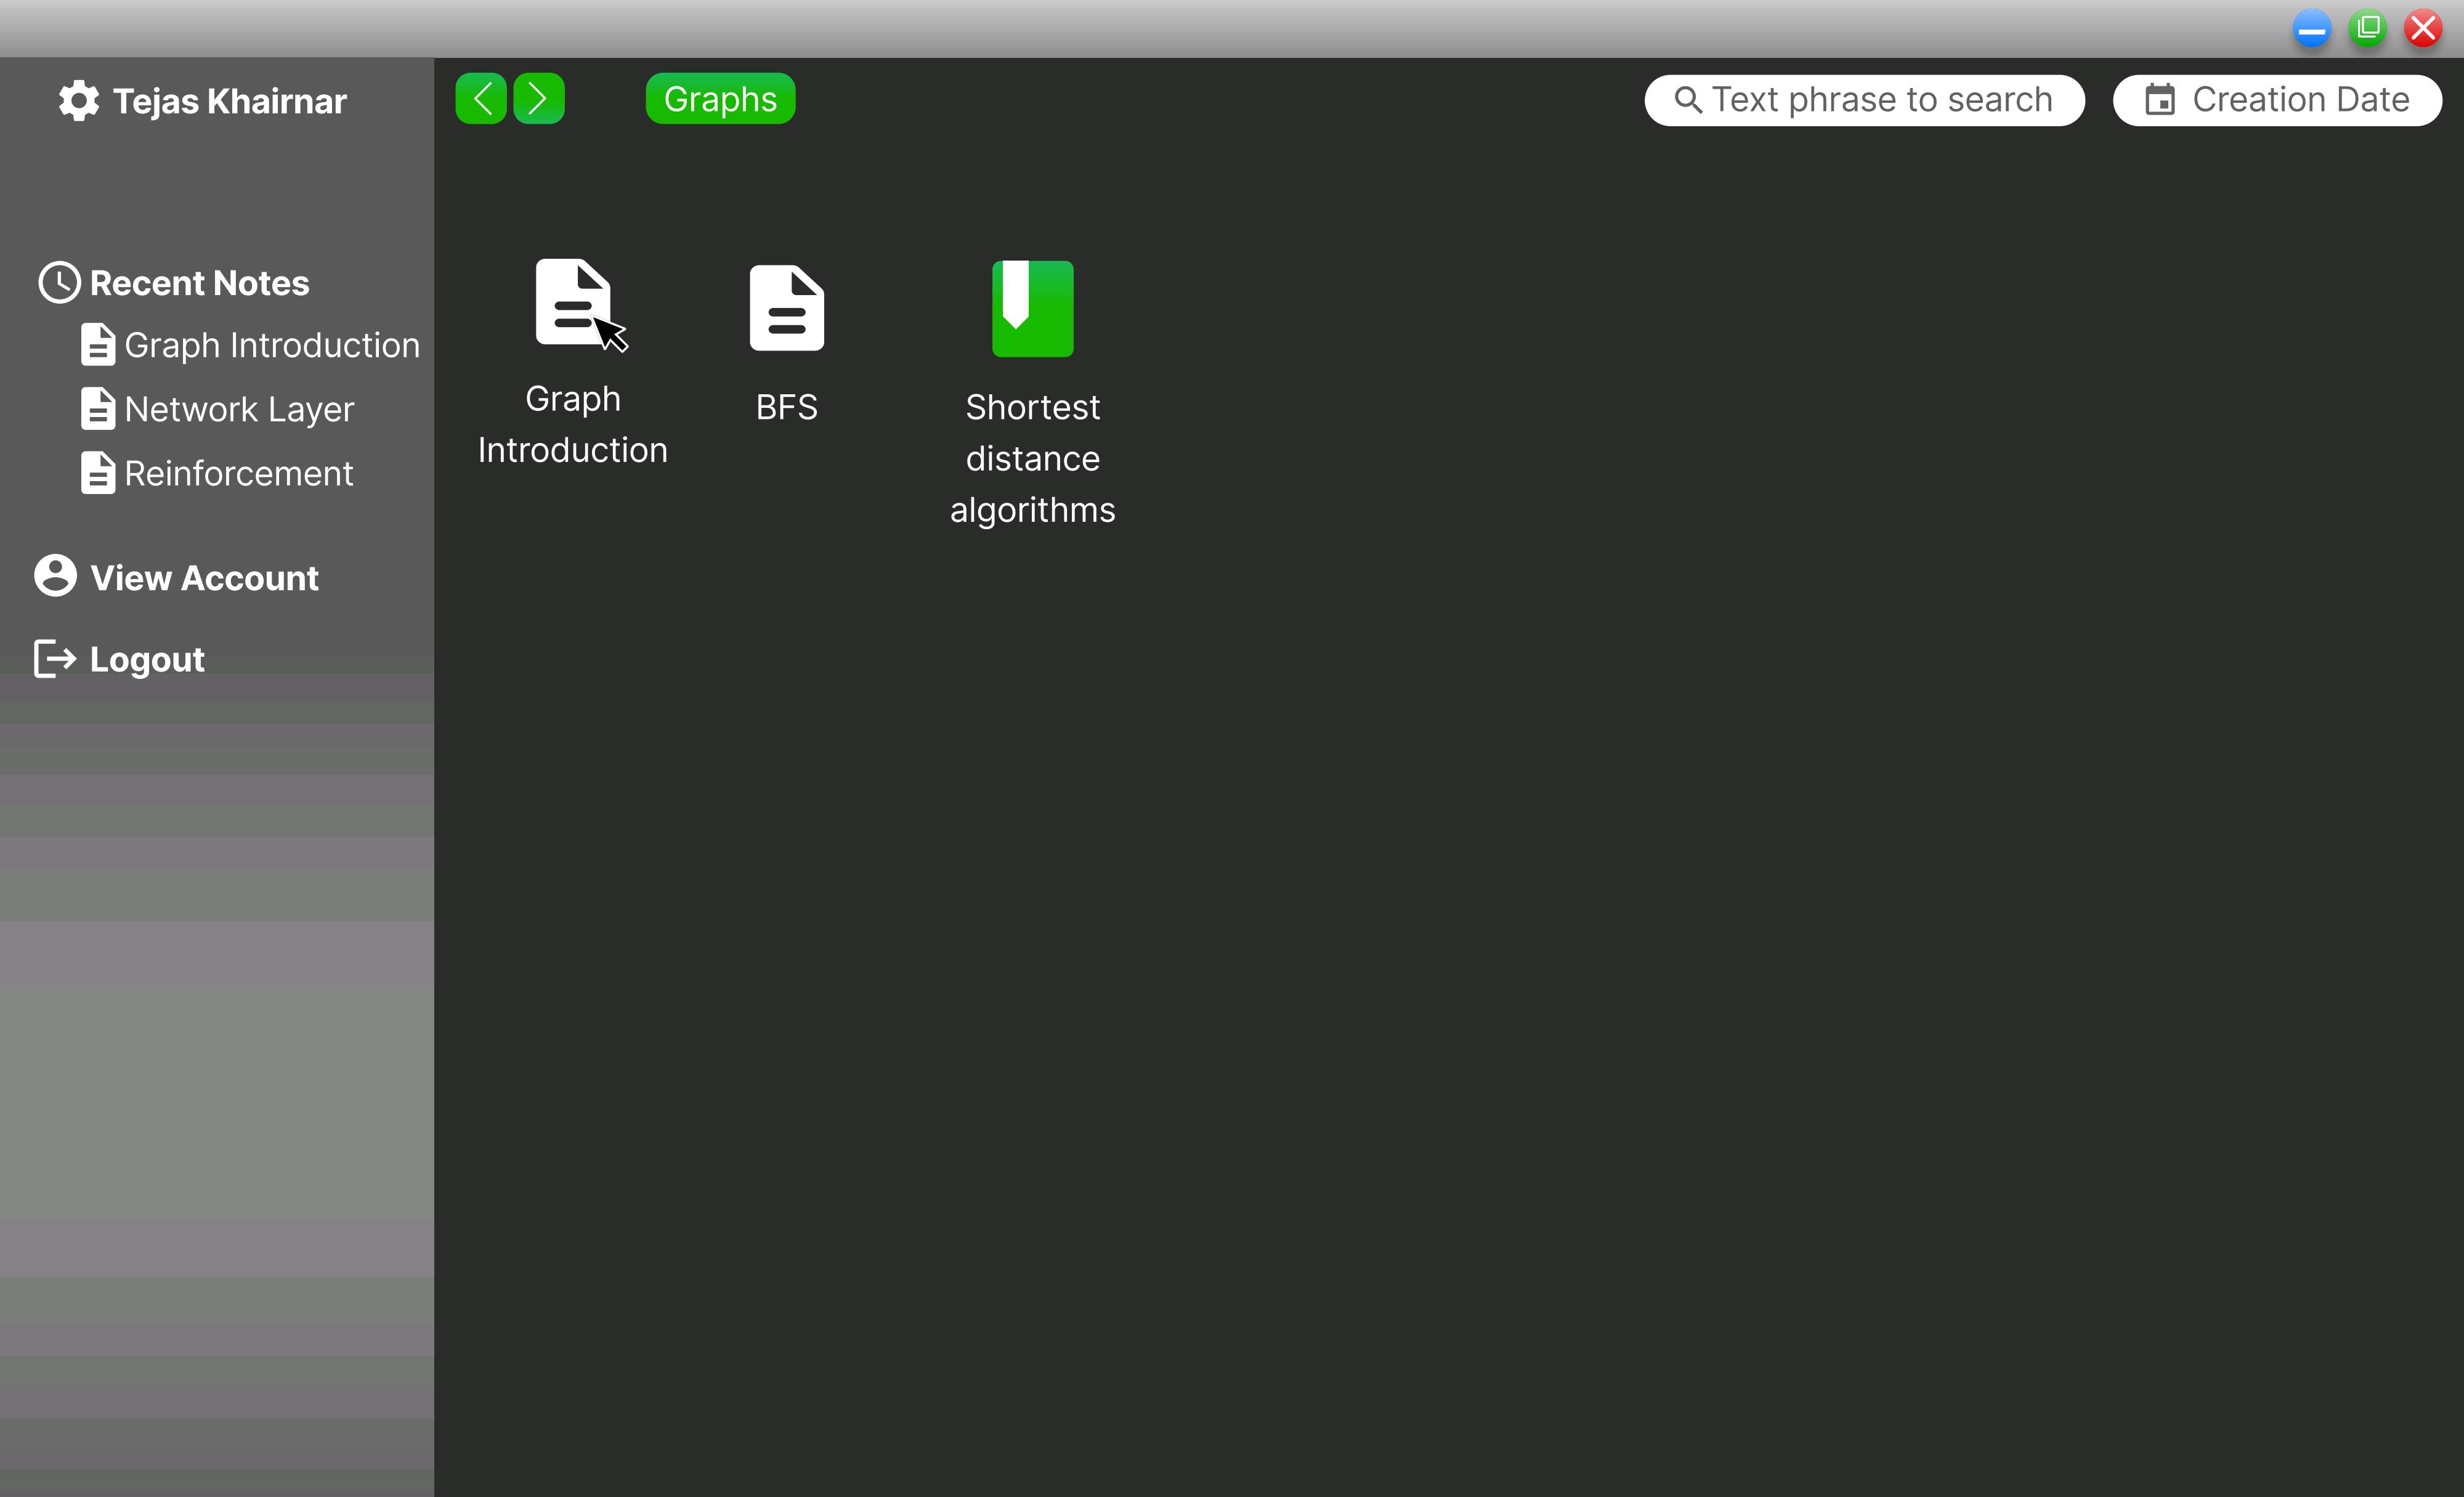 Tejas Khairnar
Graphs
Text phrase to search
Creation Date
Recent Notes
Graph Introduction
Network Layer
Reinforcement
View Account
Logout
Graph
Introduction
BFS
Shortest
distance
algorithms